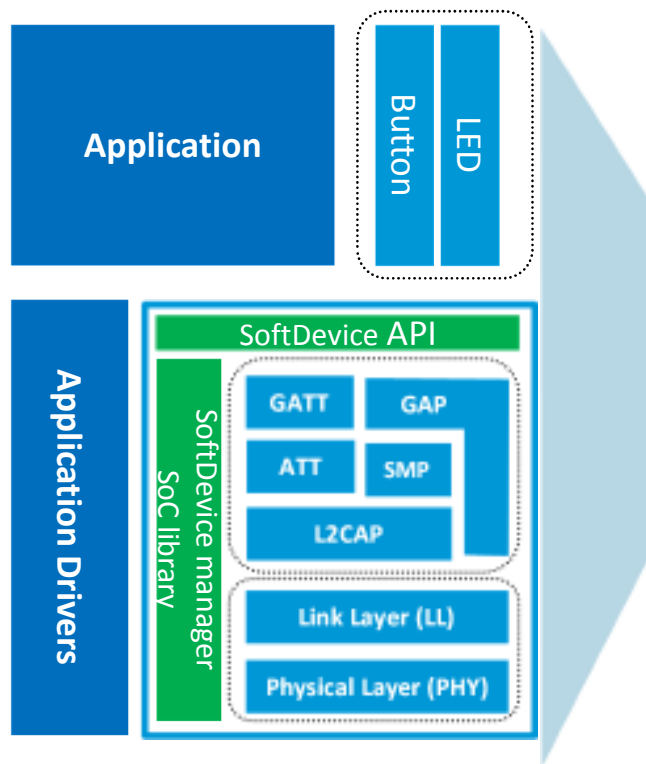 Application
Button
LED
Application Drivers
SoftDevice API
SoftDevice manager
SoC library
GATT
GAP
ATT
SMP
L2CAP
Link Layer (LL)
Physical Layer (PHY)